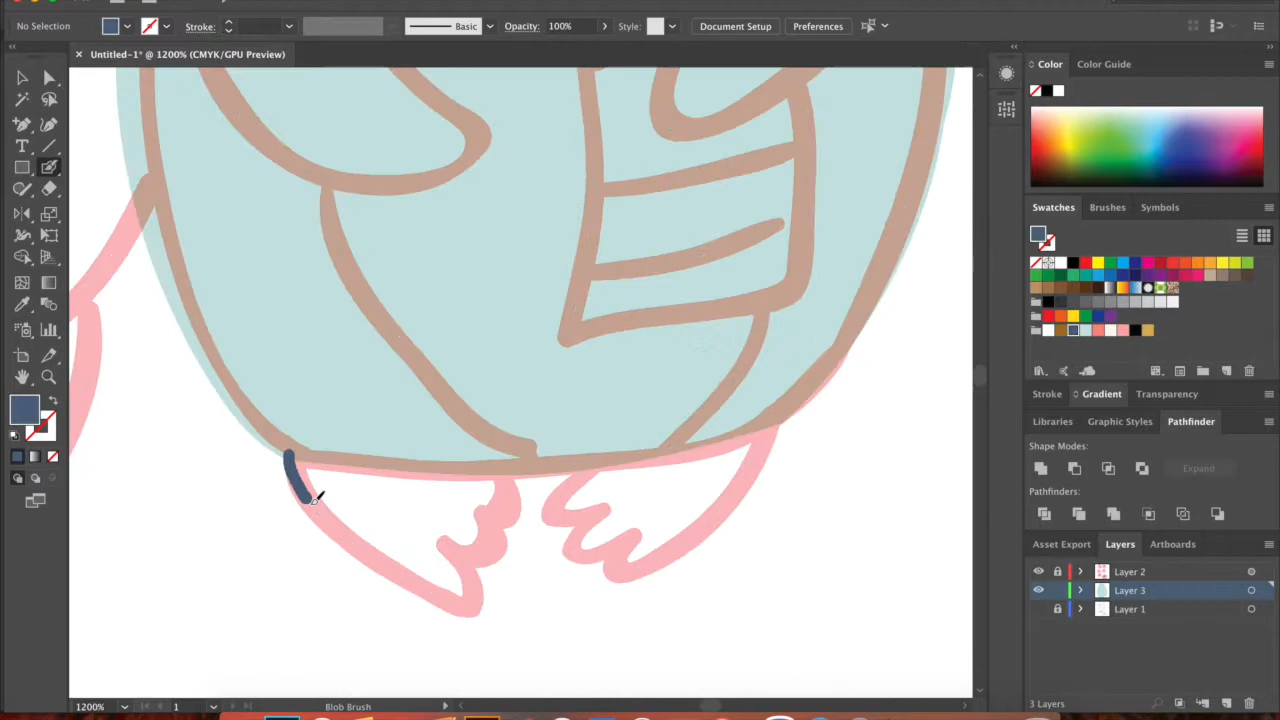 No Selection
Stroke:
Basic
Opacity: 100%
Style:
Document Setup
Preferences
Untitled-1* @ 1200% (CMYK/GPU Preview)
Color
Color Guide
Swatches
Brushes
Symbols
Stroke
Gradient
Transparency
Libraries
Graphic Styles
Pathfinder
Shape Modes:
Expand
Pathfinders:
Asset Export
Layers
Artboards
Layer 2
Layer 3
Layer 1
3 Layers
1200%
1
Blob Brush